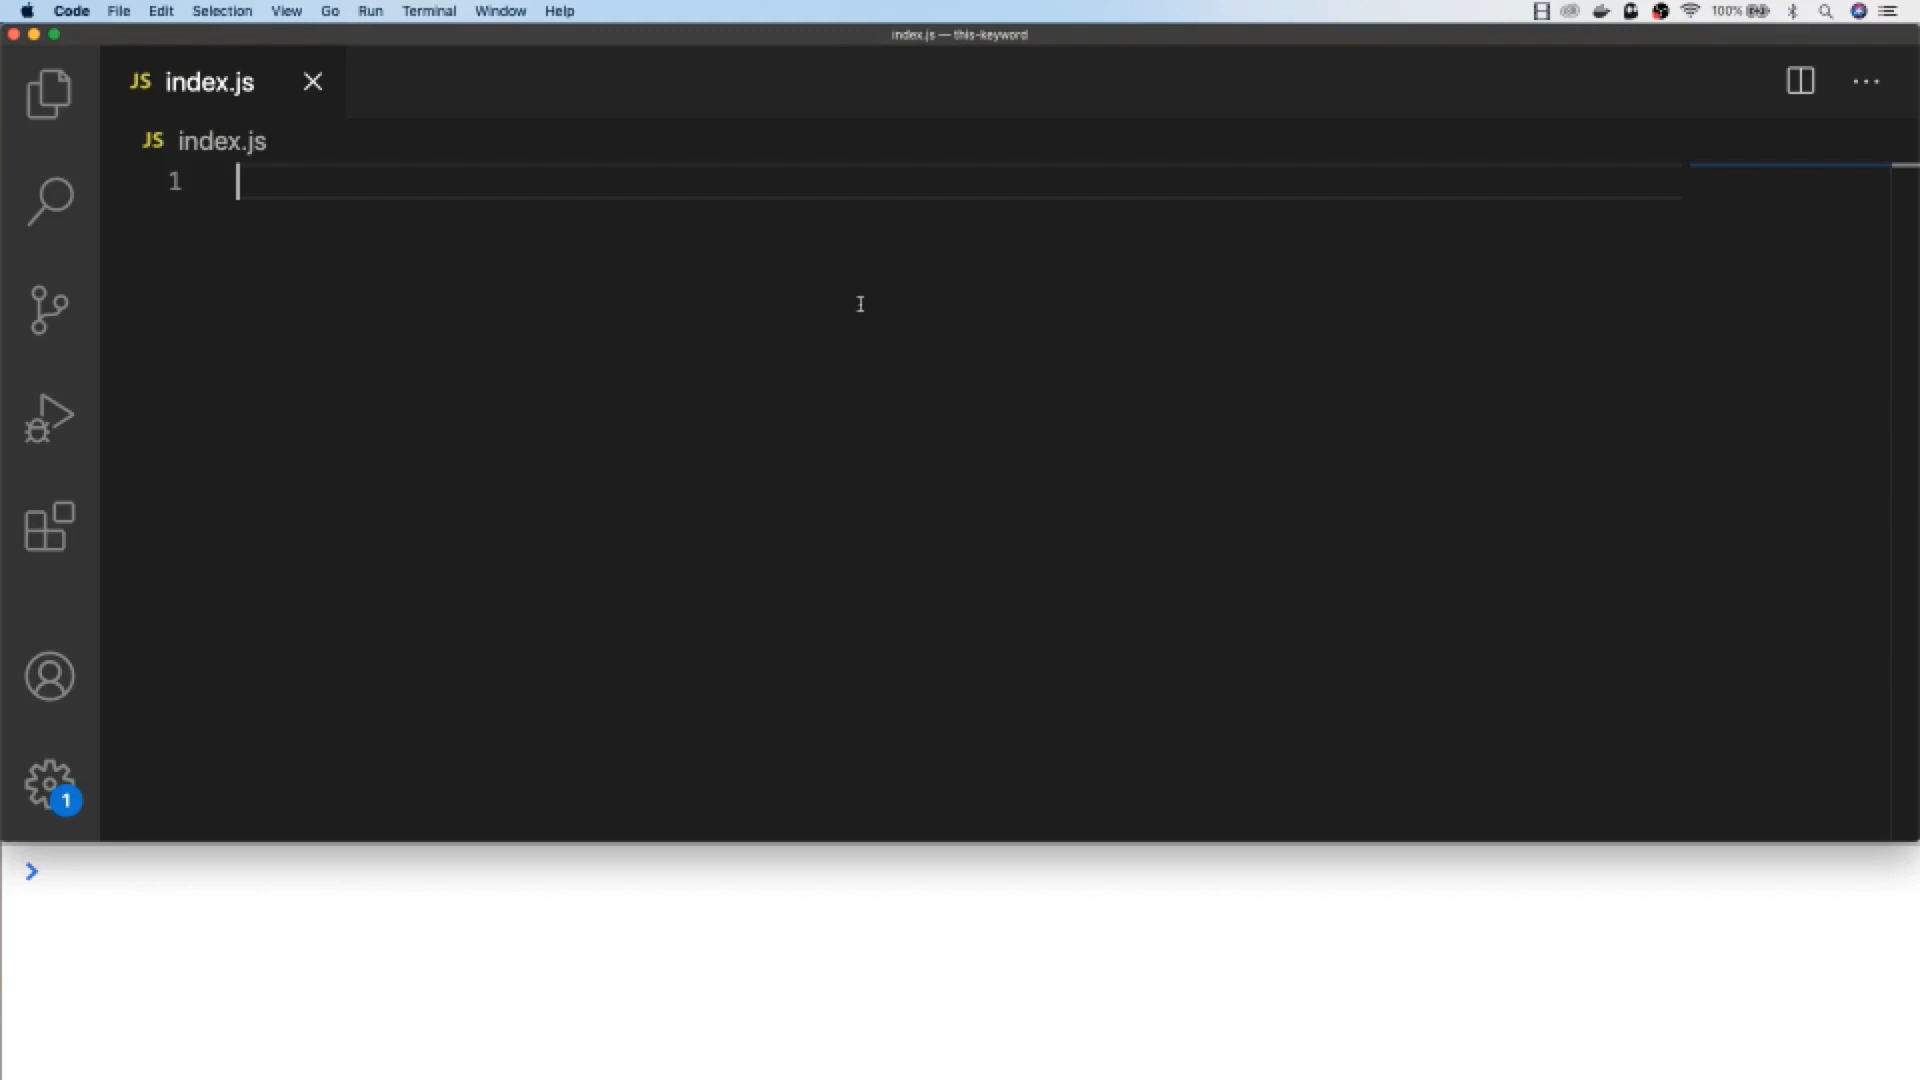 Code File Edit Selection View Go Run Terminal Window Help 100%
index.js — this-keyword
JS index.js
JS index.js
1
1